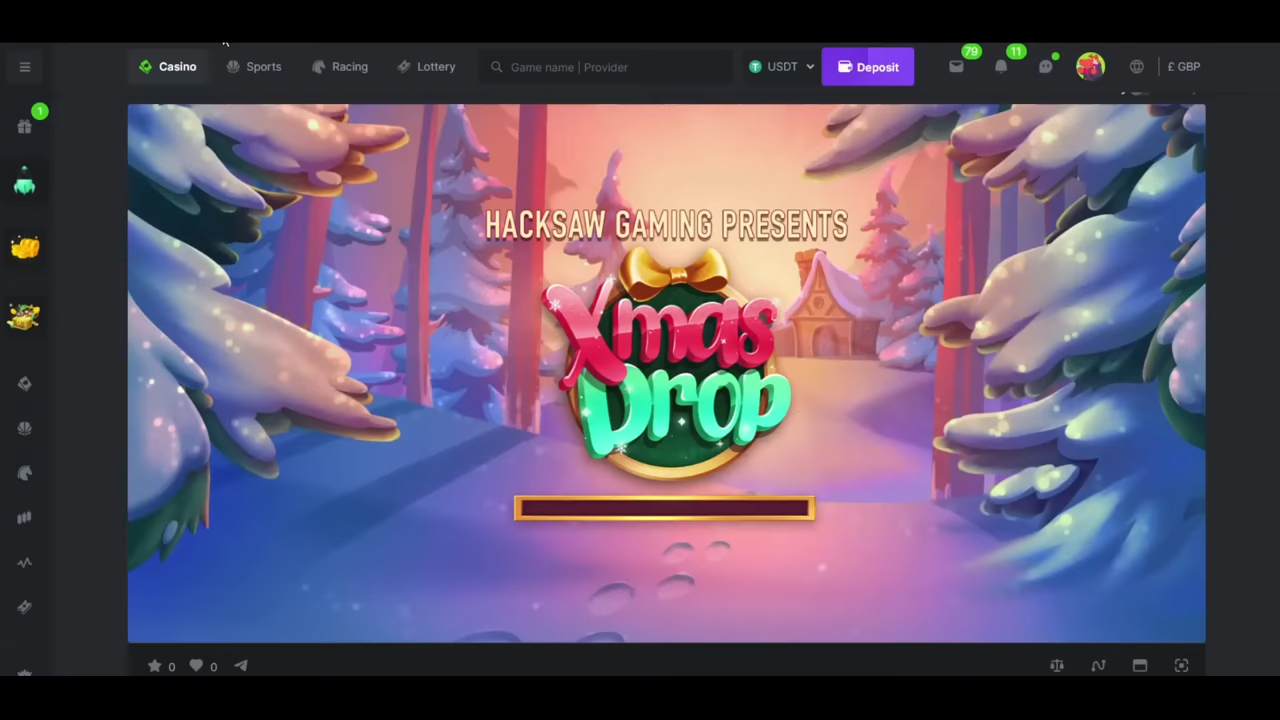 Casino
Sports
Racing
Lottery
Game name | Provider
USDT
Deposit
79
11
£ GBP
1
HACKSAW GAMING PRESENTS
Xmas
Drop
0
0